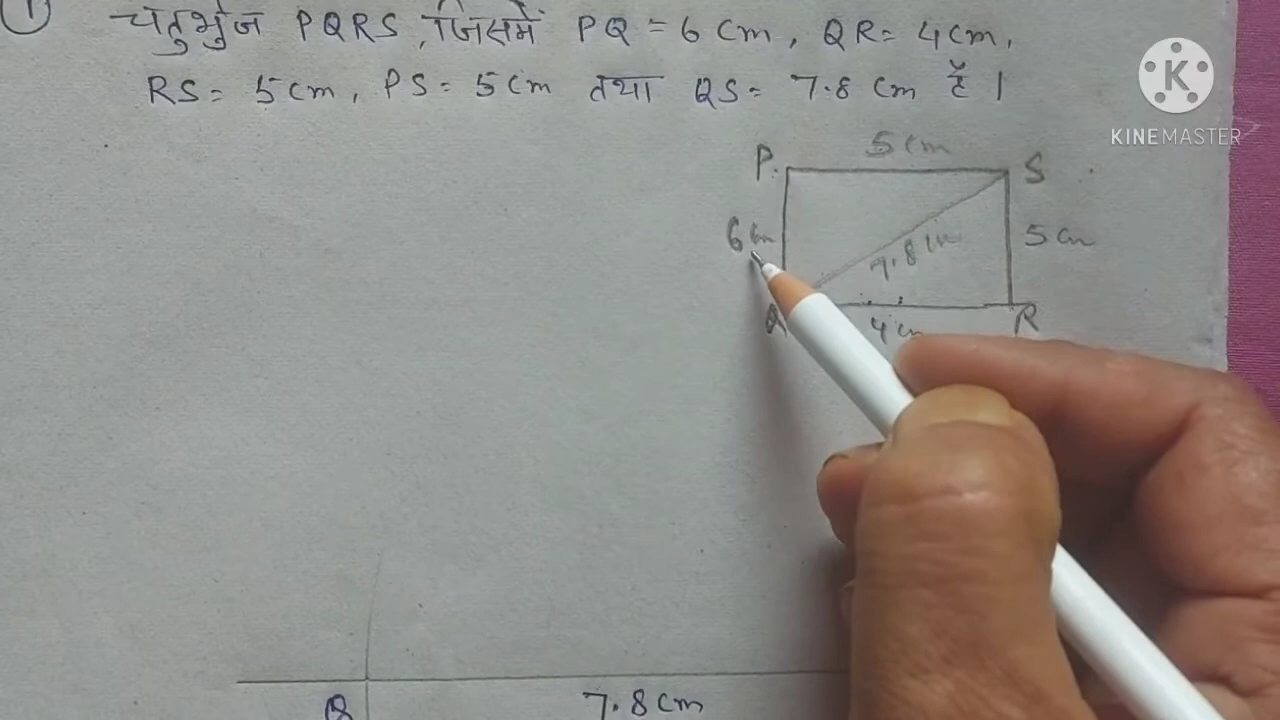 1
चतुर्भुज PQRS, जिसमें PQ = 6 cm, QR = 4 cm,
RS = 5 cm, PS = 5 cm तथा QS = 7.8 cm है।
K
KINEMASTER
5 cm
P. S
6 cm 7.8 cm 5 cm
Q 4 cm R
Q 7.8 cm